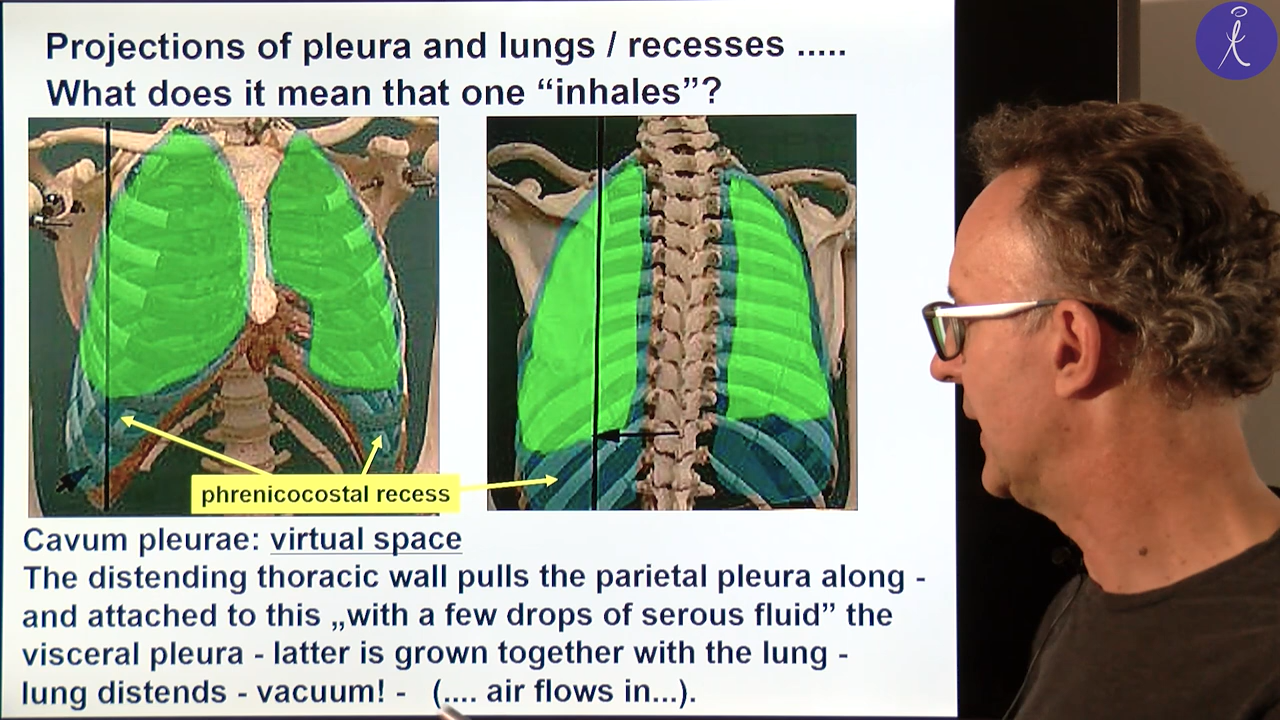 Projections of pleura and lungs / recesses .....
What does it mean that one “inhales”?
phrenicocostal recess
Cavum pleurae: virtual space
The distending thoracic wall pulls the parietal pleura along -
and attached to this „with a few drops of serous fluid” the
visceral pleura - latter is grown together with the lung -
lung distends - vacuum! - (.... air flows in...).